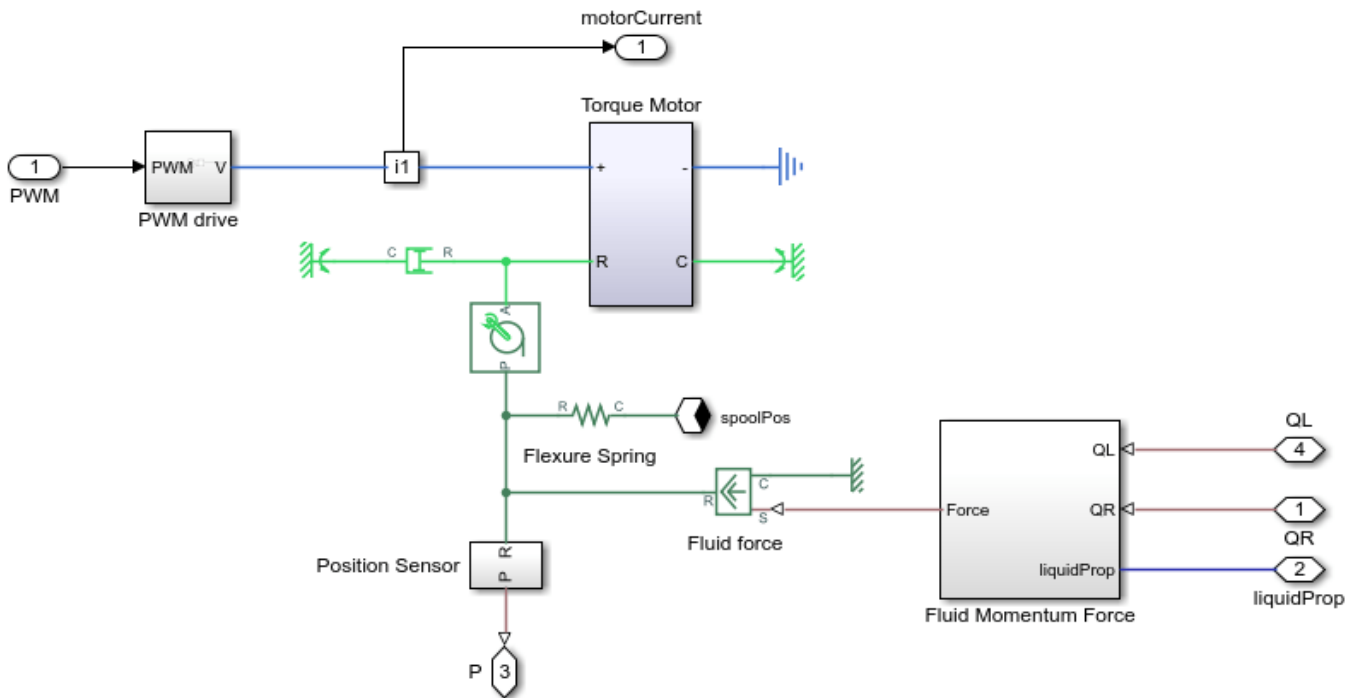 motorCurrent
1
Torque Motor
1
PWM
PWM V
PWM drive
i1
+ -
C R
R C
A
P
R C
spoolPos
Flexure Spring
R C
S
Fluid force
Position Sensor
R
P
P 3
QL
QR
Force
liquidProp
Fluid Momentum Force
QL
4
1
QR
2
liquidProp